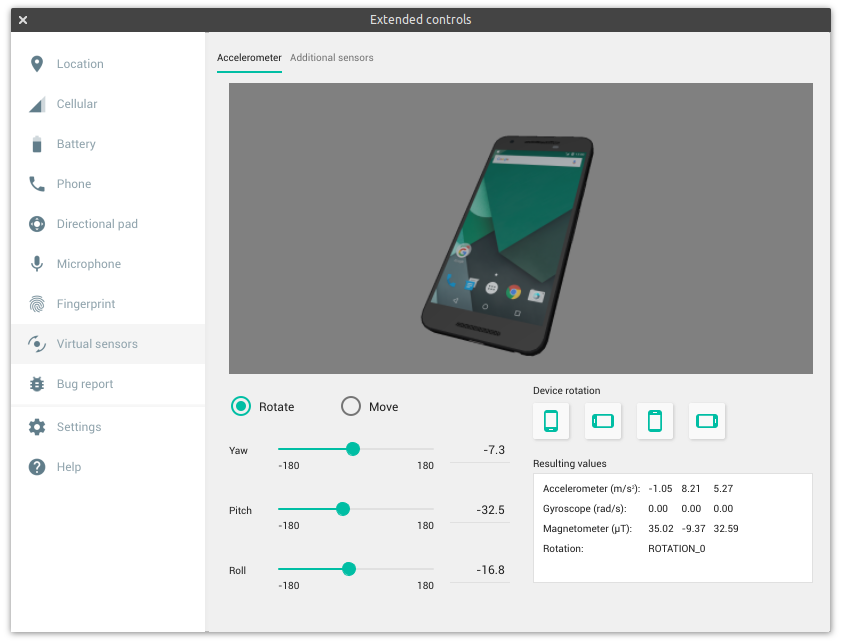 Extended controls
Location
Cellular
Battery
Phone
Directional pad
Microphone
Fingerprint
Virtual sensors
Bug report
Settings
Help
Accelerometer Additional sensors
Google
Rotate Move
Yaw -7.3
-180 180
Pitch -32.5
-180 180
Roll -16.8
-180 180
Device rotation
Resulting values
Accelerometer (m/s²): -1.05 8.21 5.27
Gyroscope (rad/s): 0.00 0.00 0.00
Magnetometer (μT): 35.02 -9.37 32.59
Rotation: ROTATION_0